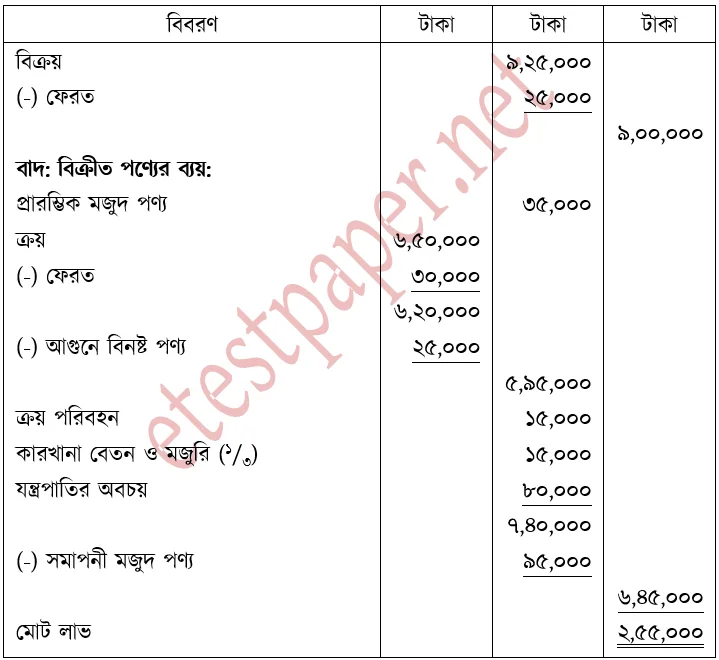 বিবরণ টাকা টাকা টাকা
বিক্রয় ৯,২৫,০০০
(-) ফেরত ২৫,০০০
৯,০০,০০০
বাদ: বিক্রীত পণ্যের ব্যয়:
প্রারম্ভিক মজুদ পণ্য ৩৫,০০০
ক্রয় ৬,৫০,০০০
(-) ফেরত ৩০,০০০
৬,২০,০০০
(-) আগুনে বিনষ্ট পণ্য ২৫,০০০
৫,৯৫,০০০
ক্রয় পরিবহন ১৫,০০০
কারখানা বেতন ও মজুরি (১/৩) ১৫,০০০
যন্ত্রপাতির অবচয় ৮০,০০০
৭,৪০,০০০
(-) সমাপনী মজুদ পণ্য ৯৫,০০০
৬,৪৫,০০০
মোট লাভ ২,৫৫,০০০
etestpaper.net